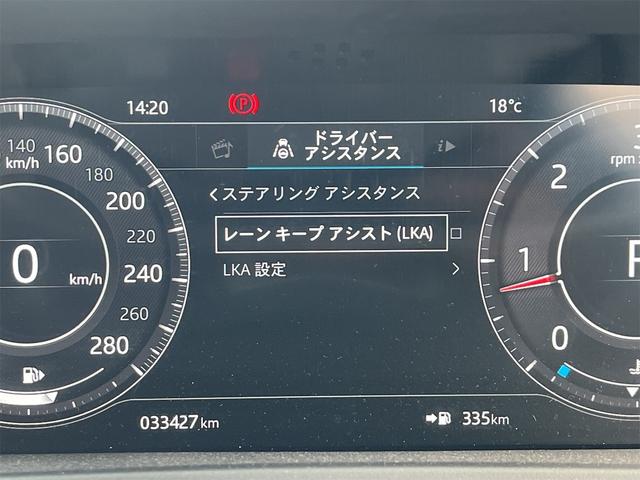 14:20
P
18°c
ドライバー
アシスタンス
i
140
km/h
160
180
200
220
240
260
280
0
km/h
ステアリング アシスタンス
レーン キープ アシスト (LKA)
LKA 設定
rpm
2
1
0
033427 km
335km